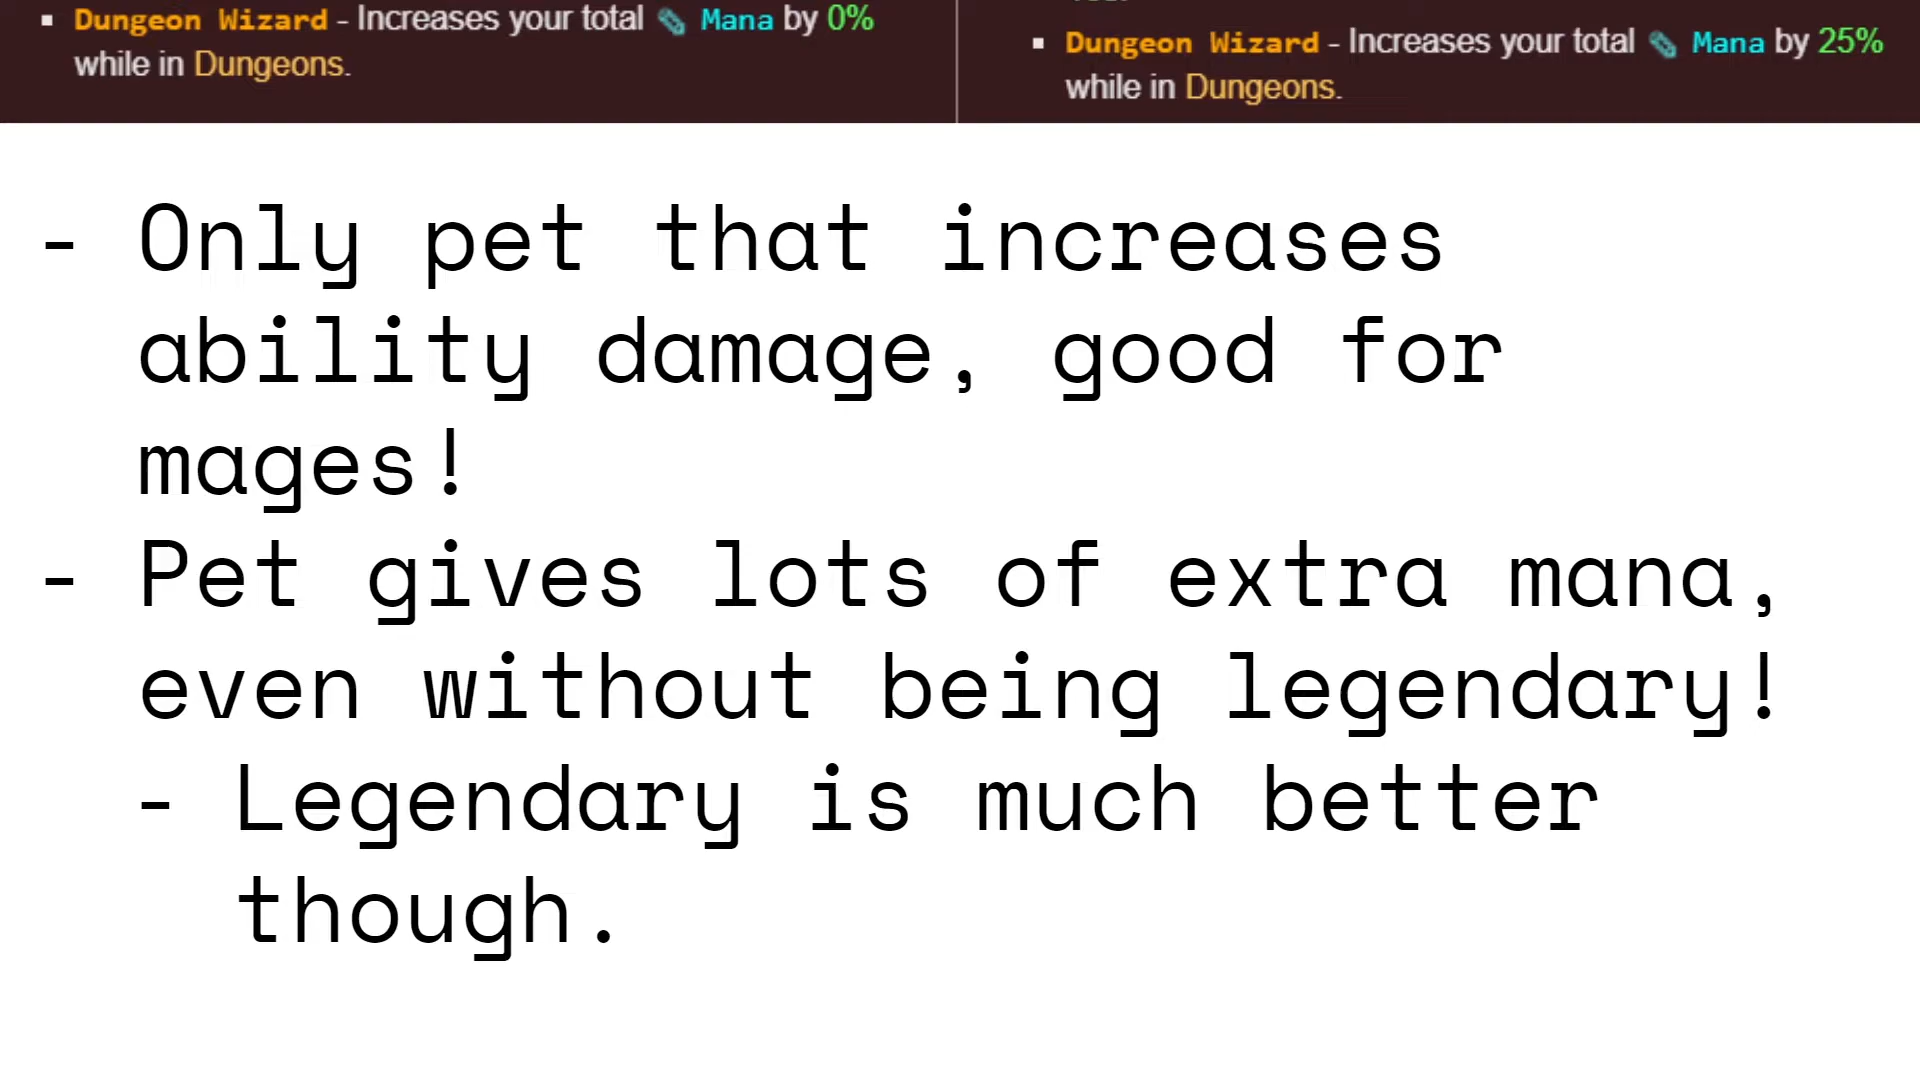 ▪ Dungeon Wizard - Increases your total ✎ Mana by 0%
while in Dungeons.
▪ Dungeon Wizard - Increases your total ✎ Mana by 25%
while in Dungeons.
- Only pet that increases
ability damage, good for
mages!
- Pet gives lots of extra mana,
even without being legendary!
- Legendary is much better
though.